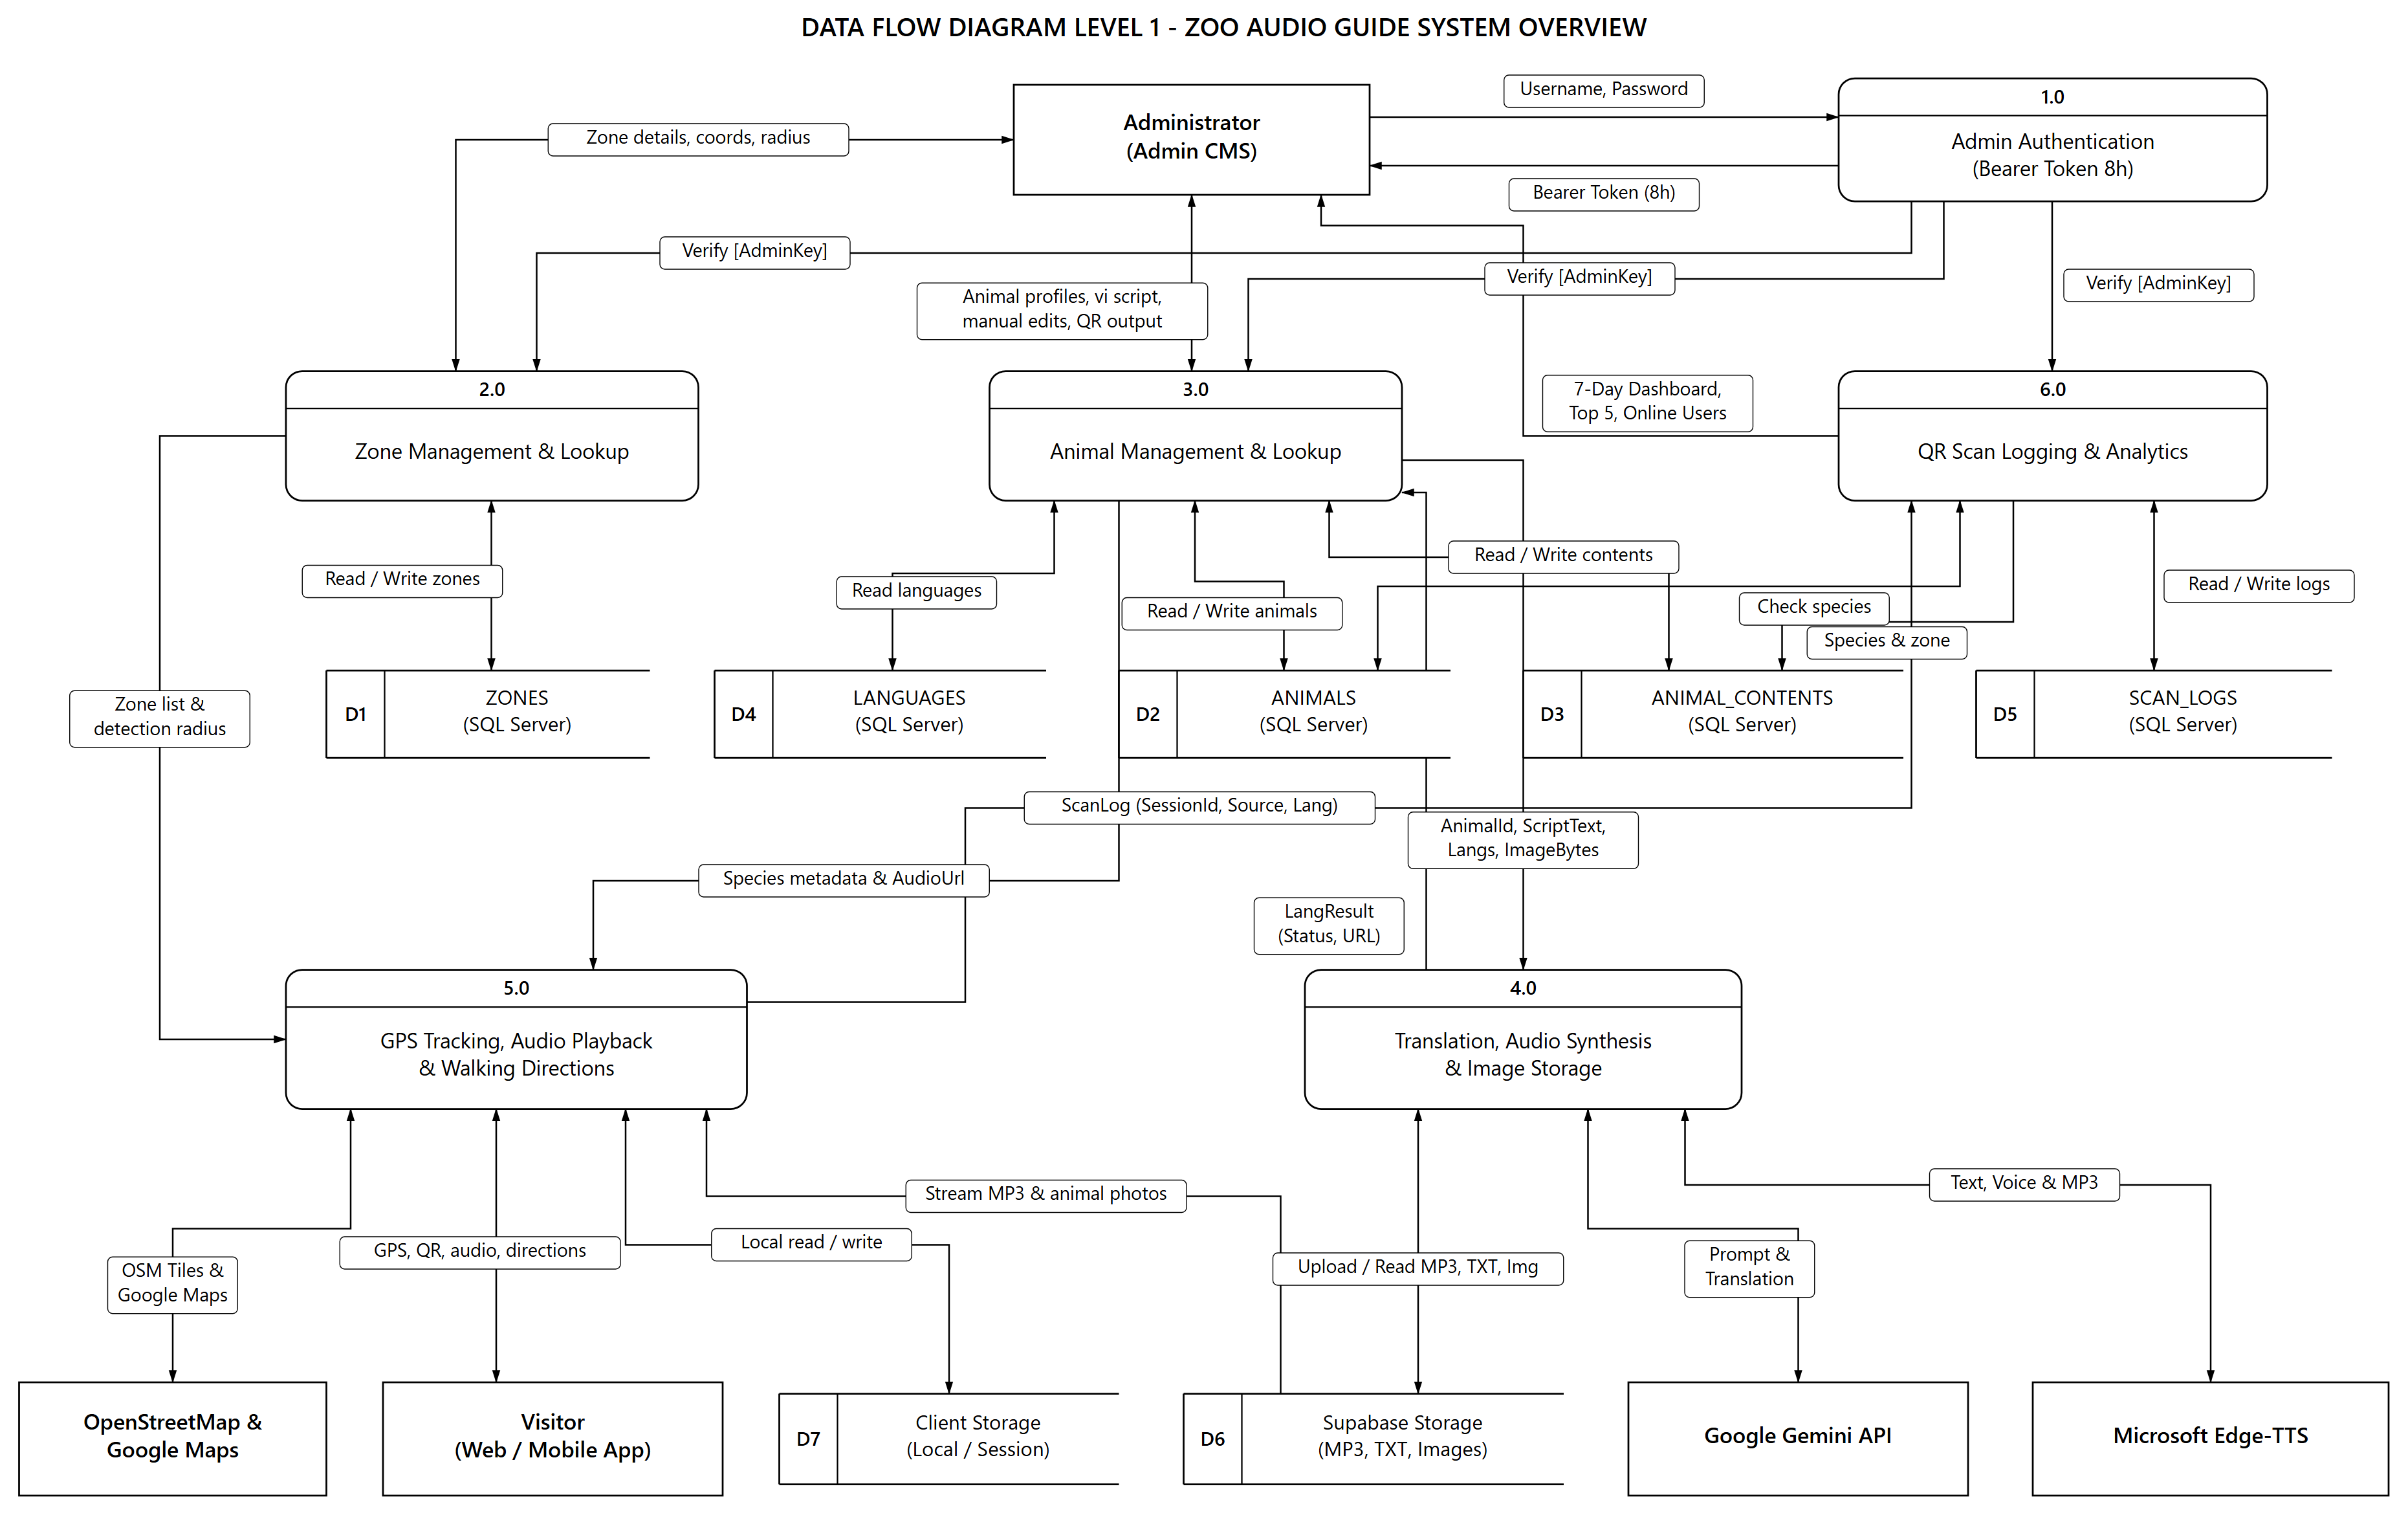 DATA FLOW DIAGRAM LEVEL 1 - ZOO AUDIO GUIDE SYSTEM OVERVIEW
Administrator
(Admin CMS)
Username, Password
Bearer Token (8h)
1.0
Admin Authentication
(Bearer Token 8h)
Zone details, coords, radius
Verify [AdminKey]
Animal profiles, vi script,
manual edits, QR output
Verify [AdminKey]
Verify [AdminKey]
2.0
Zone Management & Lookup
3.0
Animal Management & Lookup
7-Day Dashboard,
Top 5, Online Users
6.0
QR Scan Logging & Analytics
Read / Write zones
Read languages
Read / Write animals
Read / Write contents
Check species
Species & zone
Read / Write logs
D1
ZONES
(SQL Server)
D4
LANGUAGES
(SQL Server)
D2
ANIMALS
(SQL Server)
D3
ANIMAL_CONTENTS
(SQL Server)
D5
SCAN_LOGS
(SQL Server)
Zone list &
detection radius
ScanLog (SessionId, Source, Lang)
AnimalId, ScriptText,
Langs, ImageBytes
Species metadata & AudioUrl
LangResult
(Status, URL)
5.0
GPS Tracking, Audio Playback
& Walking Directions
4.0
Translation, Audio Synthesis
& Image Storage
Stream MP3 & animal photos
Text, Voice & MP3
GPS, QR, audio, directions
Local read / write
OSM Tiles &
Google Maps
Upload / Read MP3, TXT, Img
Prompt &
Translation
OpenStreetMap &
Google Maps
Visitor
(Web / Mobile App)
D7
Client Storage
(Local / Session)
D6
Supabase Storage
(MP3, TXT, Images)
Google Gemini API
Microsoft Edge-TTS